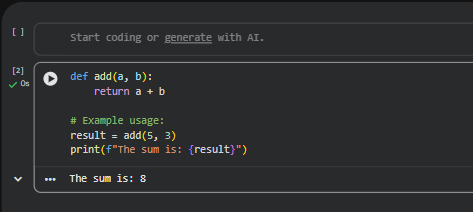 [ ]
Start coding or generate with AI.
[2]
0s
def add(a, b):
    return a + b

# Example usage:
result = add(5, 3)
print(f"The sum is: {result}")
The sum is: 8